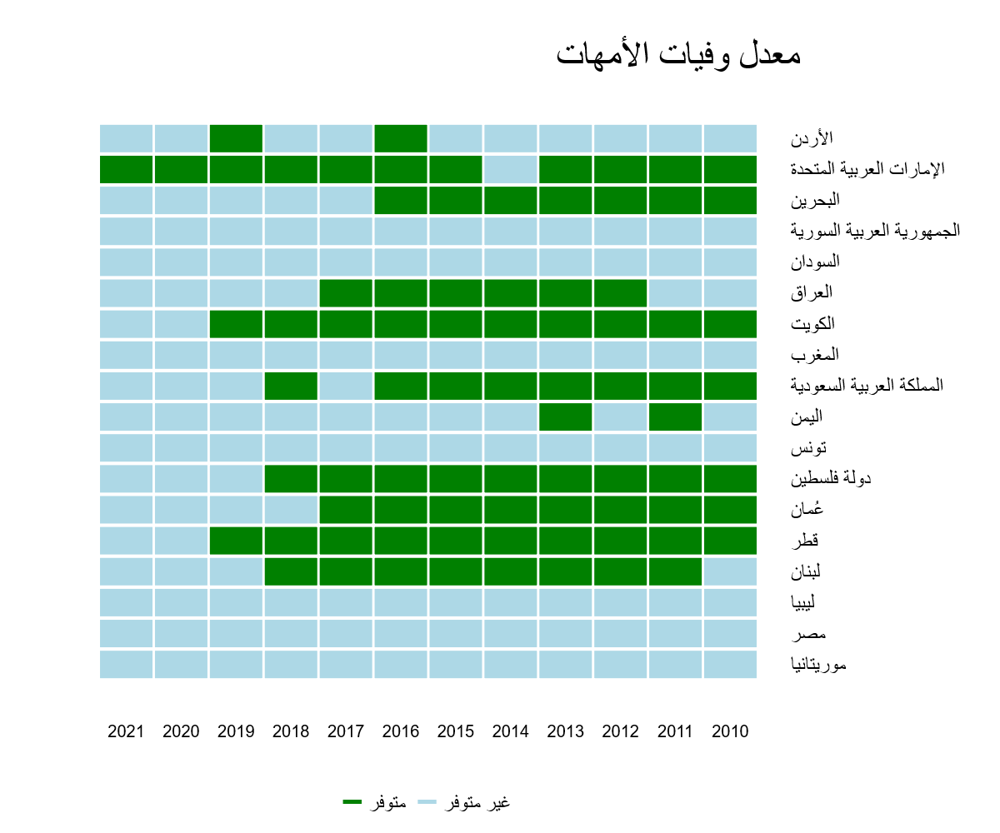 معدل وفيات الأمهات
الأردن
الإمارات العربية المتحدة
البحرين
الجمهورية العربية السورية
السودان
العراق
الكويت
المغرب
المملكة العربية السعودية
اليمن
تونس
دولة فلسطين
عُمان
قطر
لبنان
ليبيا
مصر
موريتانيا
2021 2020 2019 2018 2017 2016 2015 2014 2013 2012 2011 2010
غير متوفر متوفر